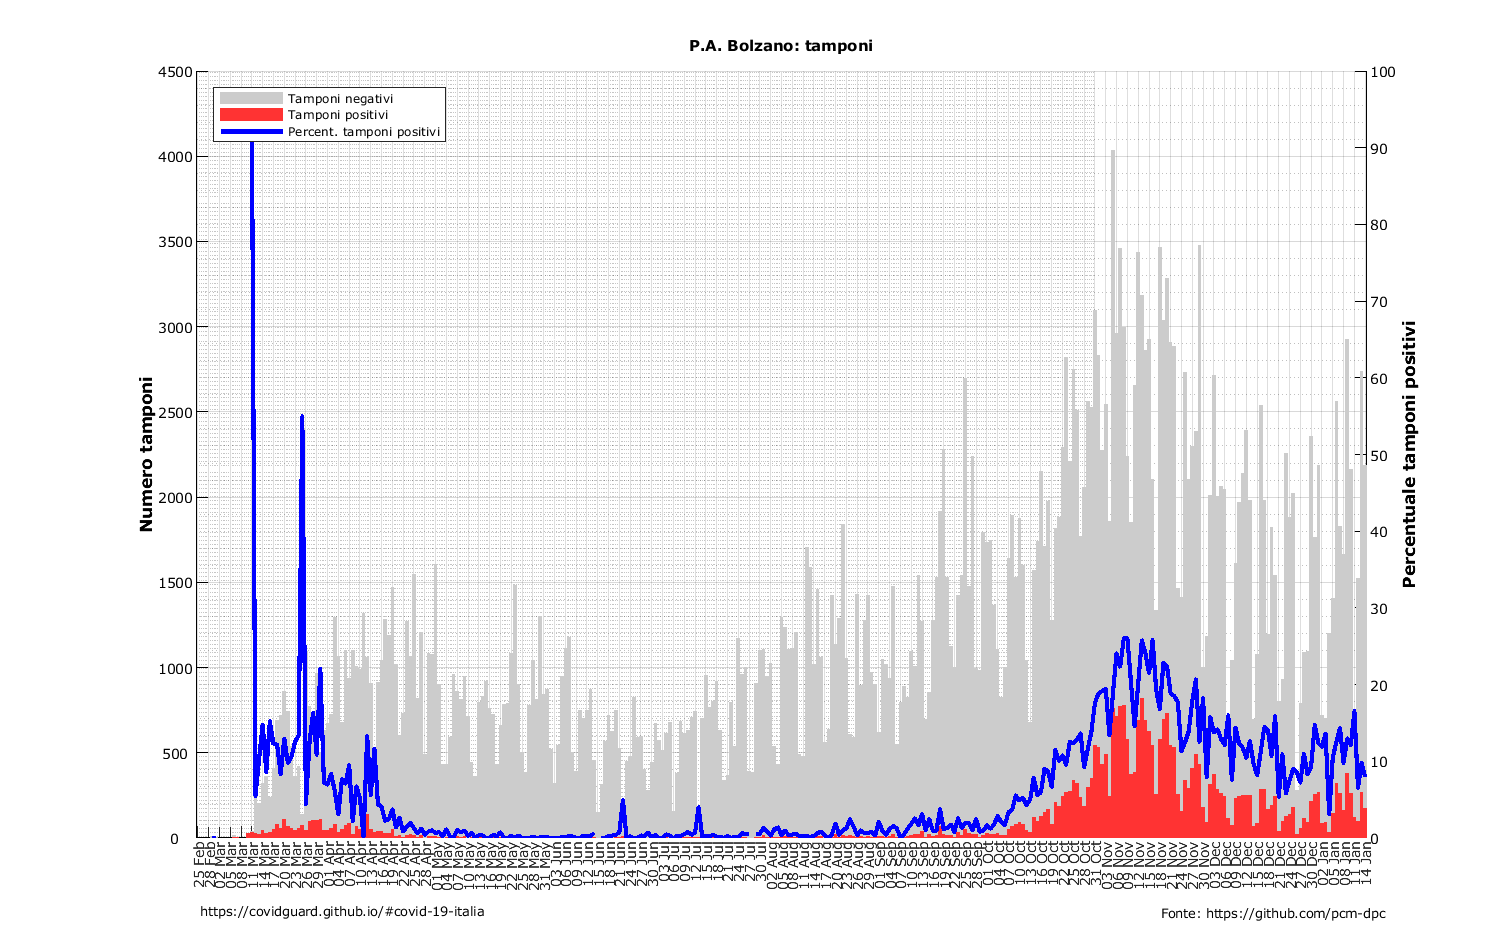 P.A. Bolzano: tamponi
Tamponi negativi
Tamponi positivi
Percent. tamponi positivi
Numero tamponi
4500
4000
3500
3000
2500
2000
1500
1000
500
0
Percentuale tamponi positivi
100
90
80
70
60
50
40
30
20
10
0
25 Feb
28 Feb
02 Mar
05 Mar
08 Mar
11 Mar
14 Mar
17 Mar
20 Mar
23 Mar
26 Mar
29 Mar
01 Apr
04 Apr
07 Apr
10 Apr
13 Apr
16 Apr
19 Apr
22 Apr
25 Apr
28 Apr
01 May
04 May
07 May
10 May
13 May
16 May
19 May
22 May
25 May
28 May
31 May
03 Jun
06 Jun
09 Jun
12 Jun
15 Jun
18 Jun
21 Jun
24 Jun
27 Jun
30 Jun
03 Jul
06 Jul
09 Jul
12 Jul
15 Jul
18 Jul
21 Jul
24 Jul
27 Jul
30 Jul
02 Aug
05 Aug
08 Aug
11 Aug
14 Aug
17 Aug
20 Aug
23 Aug
26 Aug
29 Aug
01 Sep
04 Sep
07 Sep
10 Sep
13 Sep
16 Sep
19 Sep
22 Sep
25 Sep
28 Sep
01 Oct
04 Oct
07 Oct
10 Oct
13 Oct
16 Oct
19 Oct
22 Oct
25 Oct
28 Oct
31 Oct
03 Nov
06 Nov
09 Nov
12 Nov
15 Nov
18 Nov
21 Nov
24 Nov
27 Nov
30 Nov
03 Dec
06 Dec
09 Dec
12 Dec
15 Dec
18 Dec
21 Dec
24 Dec
27 Dec
30 Dec
02 Jan
05 Jan
08 Jan
11 Jan
14 Jan
https://covidguard.github.io/#covid-19-italia
Fonte: https://github.com/pcm-dpc